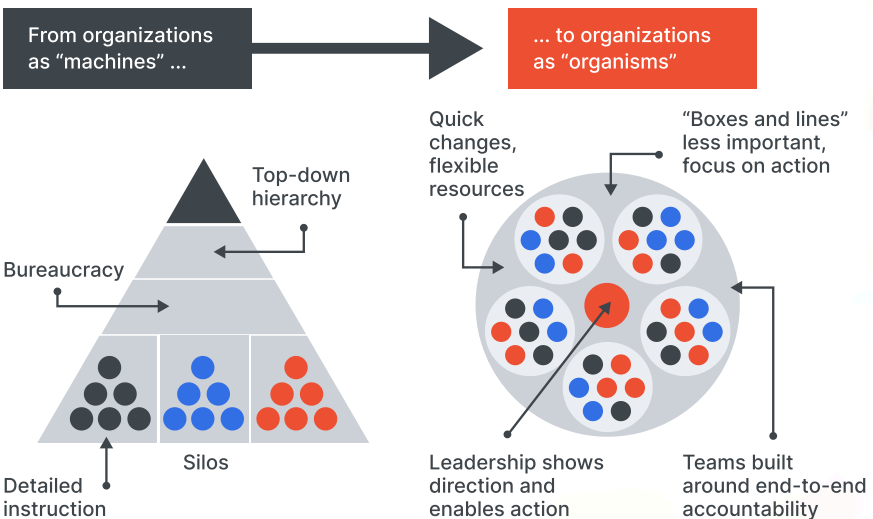 From organizations
as “machines” ...
... to organizations
as “organisms”
Top-down
hierarchy
Bureaucracy
Silos
Detailed
instruction
Quick
changes,
flexible
resources
“Boxes and lines”
less important,
focus on action
Leadership shows
direction and
enables action
Teams built
around end-to-end
accountability